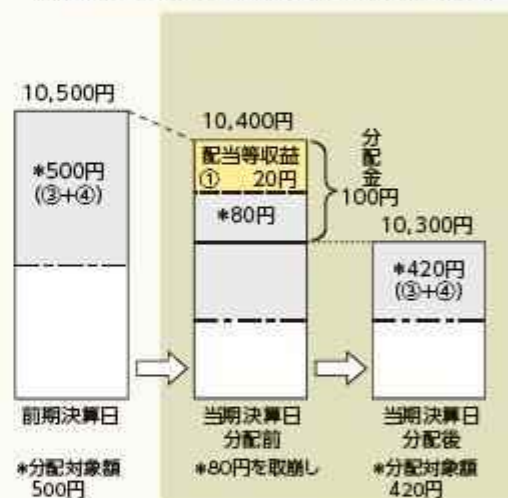 10,500円
*500円
(③+④)
前期決算日
*分配対象額
500円
10,400円
配当等収益
① 20円
*80円
分配金
100円
当期決算日
分配前
*80円を取崩し
10,300円
*420円
(③+④)
当期決算日
分配後
*分配対象額
420円